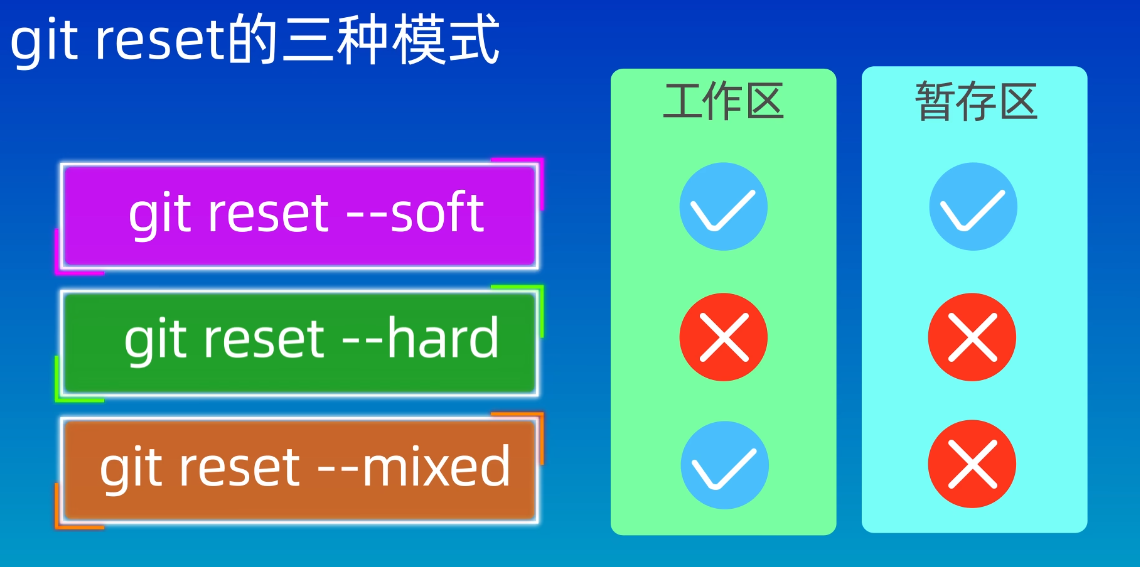 git reset的三种模式
工作区
暂存区
git reset --soft
git reset --hard
git reset --mixed